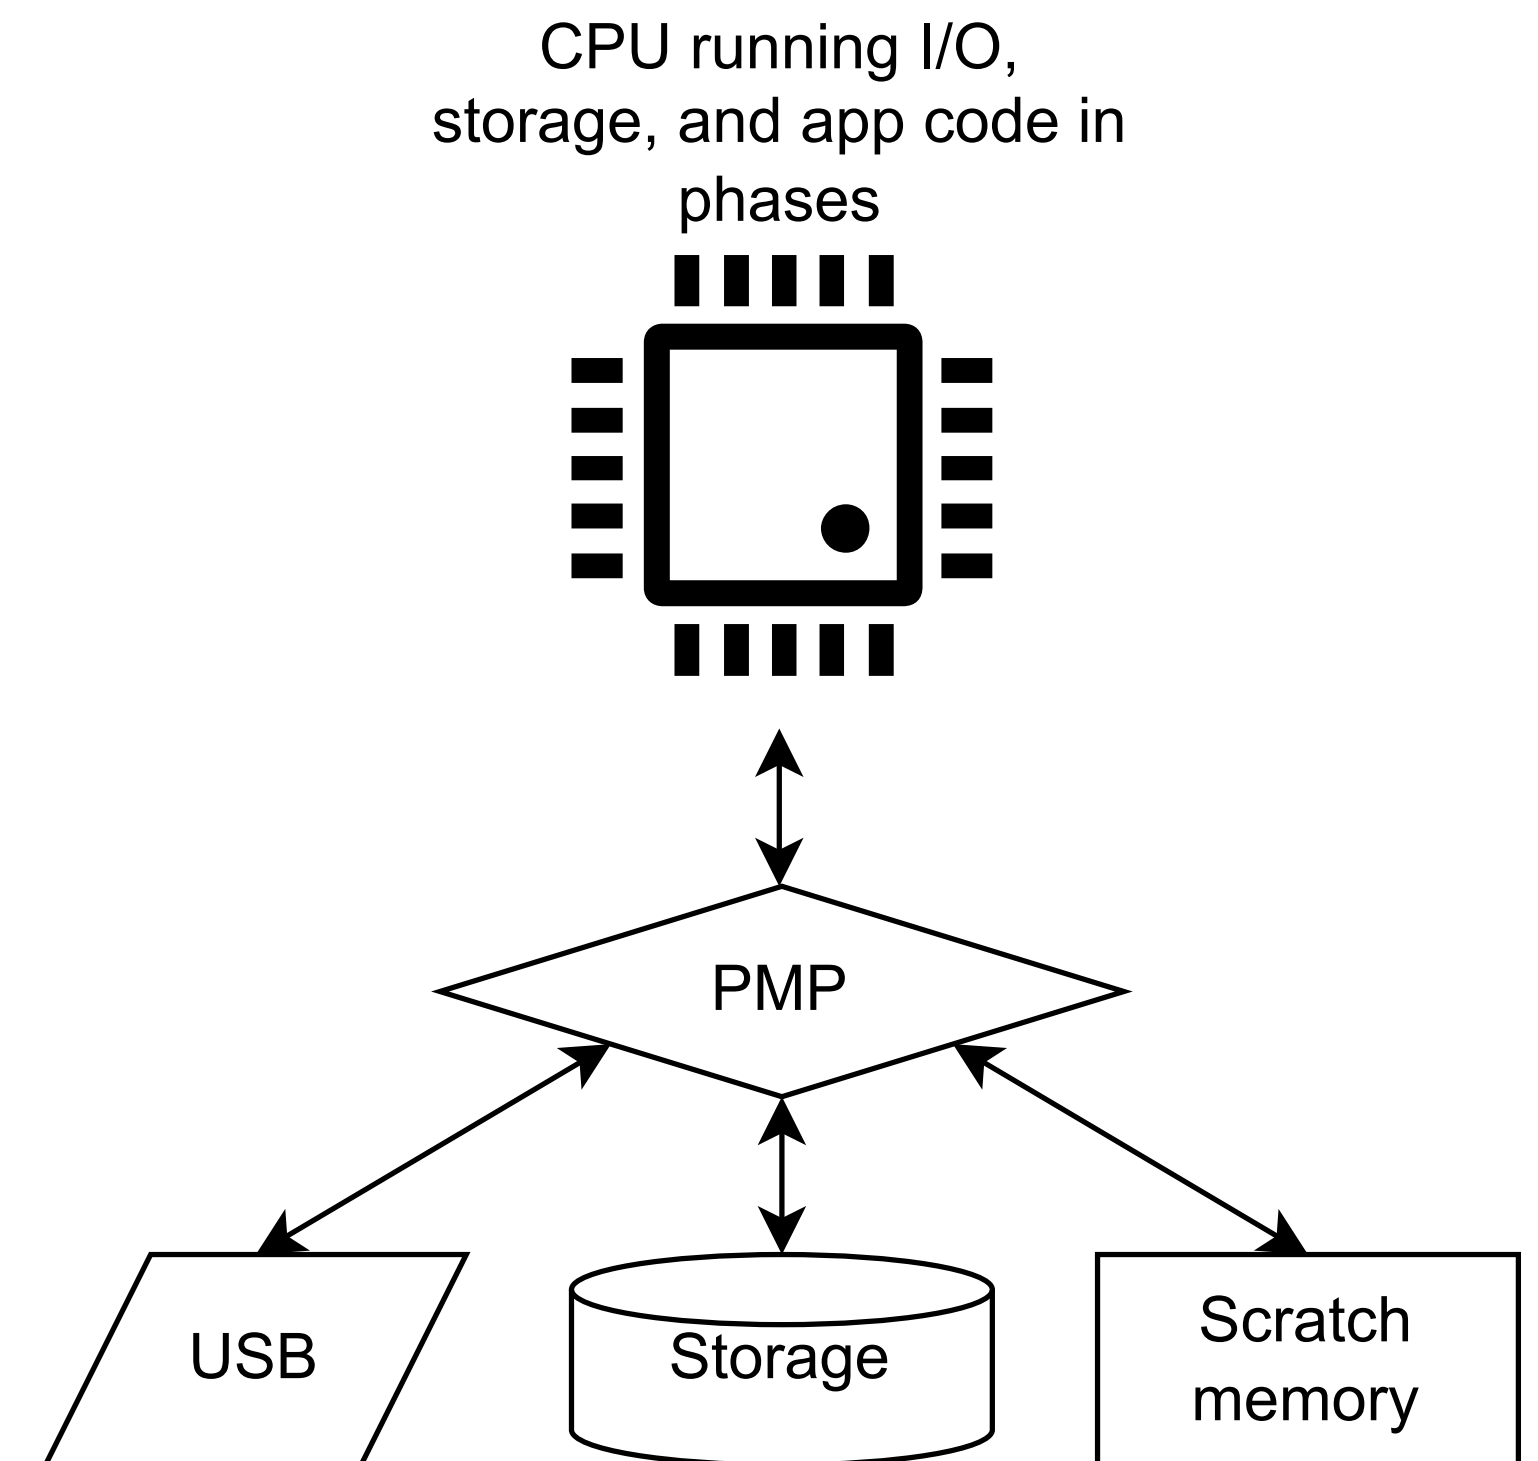 CPU running I/O,
storage, and app code in
phases
PMP
USB
Storage
Scratch
memory